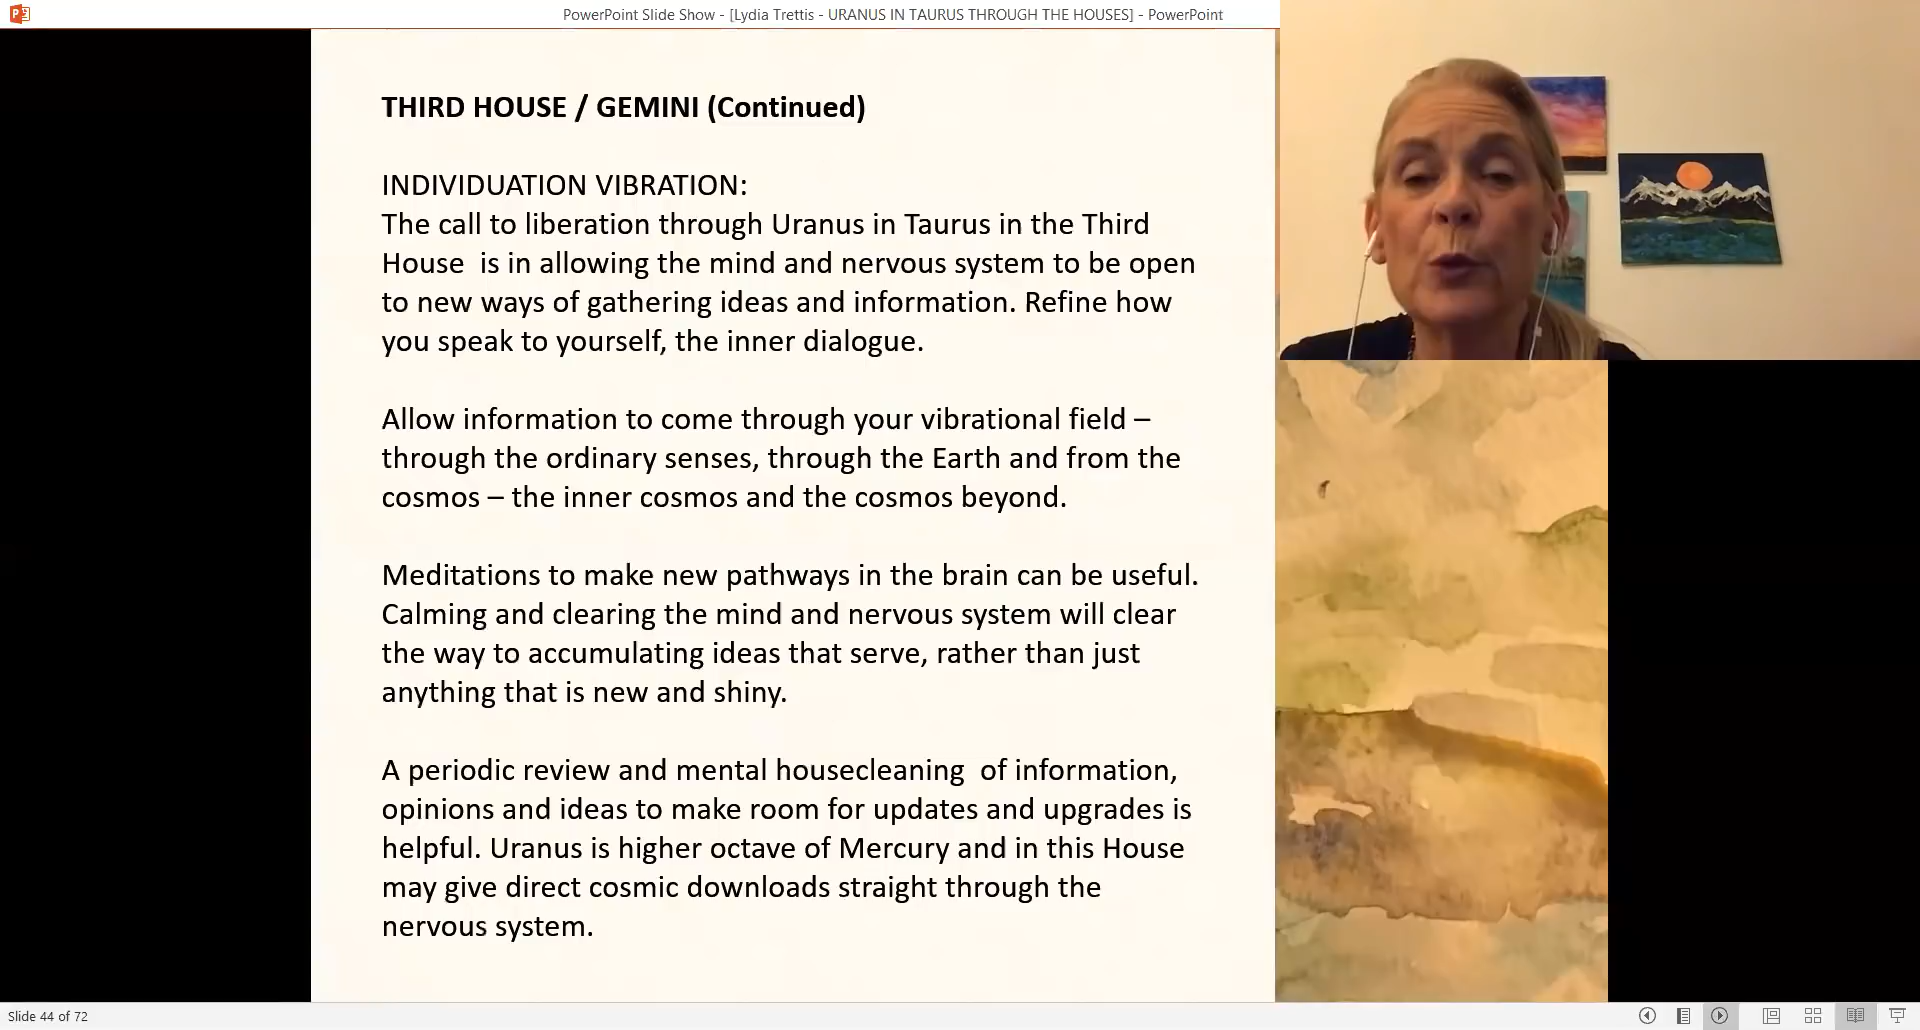 PowerPoint Slide Show - [Lydia Trettis - URANUS IN TAURUS THROUGH THE HOUSES] - PowerPoint
THIRD HOUSE / GEMINI (Continued)
INDIVIDUATION VIBRATION:
The call to liberation through Uranus in Taurus in the Third
House  is in allowing the mind and nervous system to be open
to new ways of gathering ideas and information. Refine how
you speak to yourself, the inner dialogue.
Allow information to come through your vibrational field –
through the ordinary senses, through the Earth and from the
cosmos – the inner cosmos and the cosmos beyond.
Meditations to make new pathways in the brain can be useful.
Calming and clearing the mind and nervous system will clear
the way to accumulating ideas that serve, rather than just
anything that is new and shiny.
A periodic review and mental housecleaning  of information,
opinions and ideas to make room for updates and upgrades is
helpful. Uranus is higher octave of Mercury and in this House
may give direct cosmic downloads straight through the
nervous system.
Slide 44 of 72